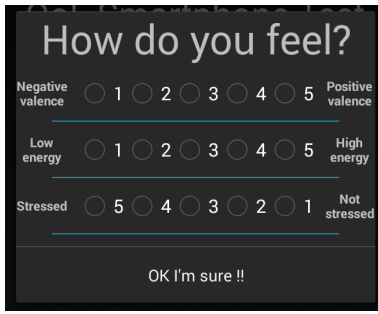 How do you feel?
Negative valence 1 2 3 4 5 Positive valence
Low energy 1 2 3 4 5 High energy
Stressed 5 4 3 2 1 Not stressed
OK I'm sure !!